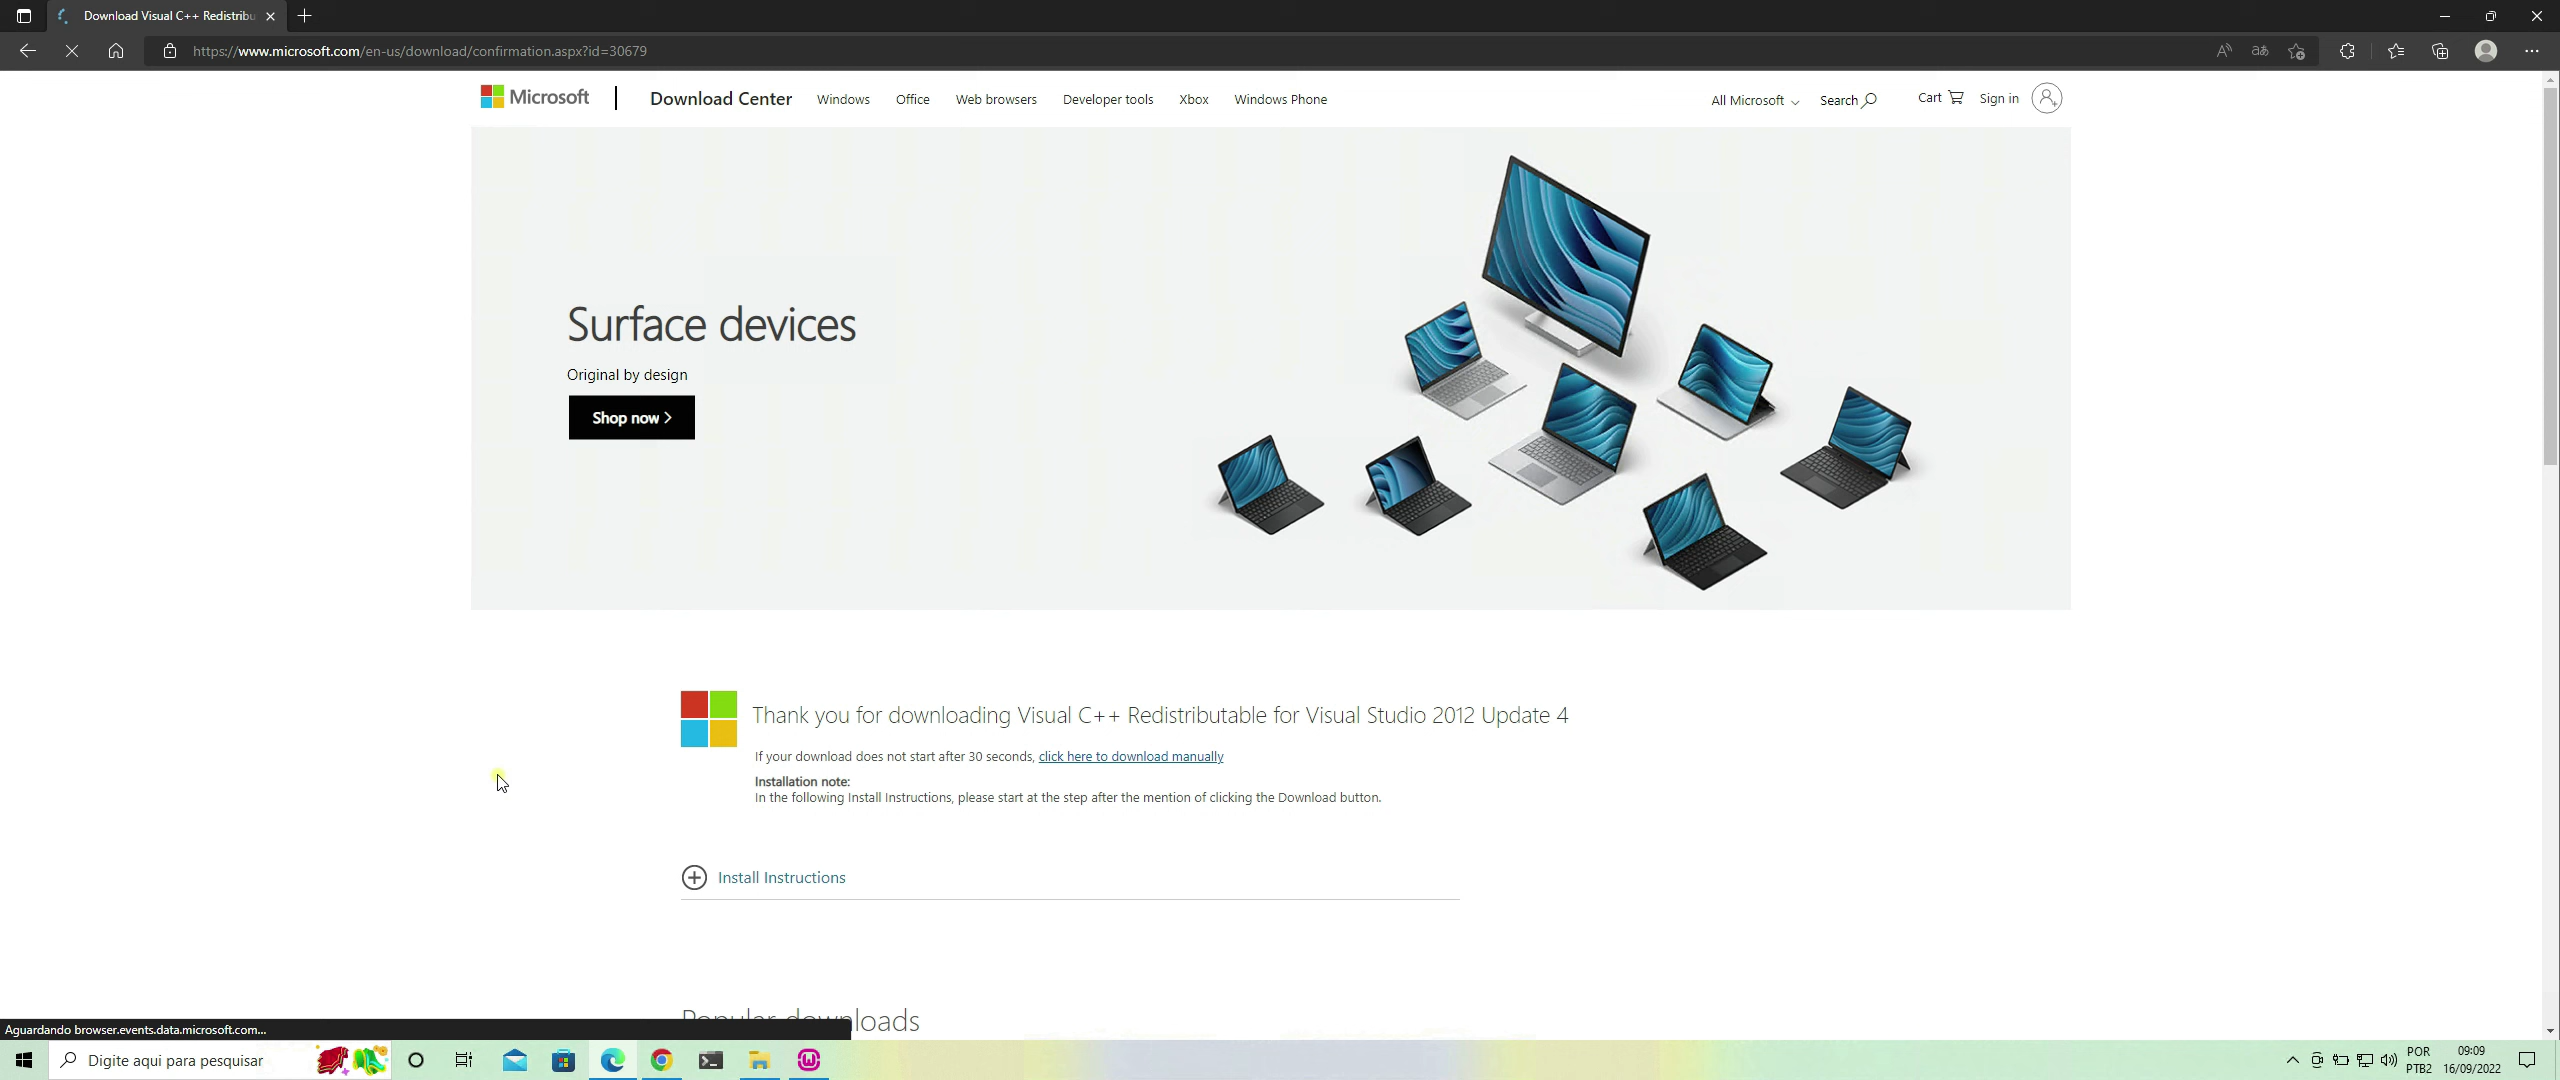 Download Visual C++ Redistribu
https://www.microsoft.com/en-us/download/confirmation.aspx?id=30679
Microsoft
Download Center
Windows
Office
Web browsers
Developer tools
Xbox
Windows Phone
All Microsoft
Search
Cart
Sign in
Surface devices
Original by design
Shop now >
Thank you for downloading Visual C++ Redistributable for Visual Studio 2012 Update 4
If your download does not start after 30 seconds, click here to download manually
Installation note:
In the following Install Instructions, please start at the step after the mention of clicking the Download button.
Install Instructions
Popular downloads
Aguardando browser.events.data.microsoft.com...
Digite aqui para pesquisar
POR
PTB2
09:09
16/09/2022